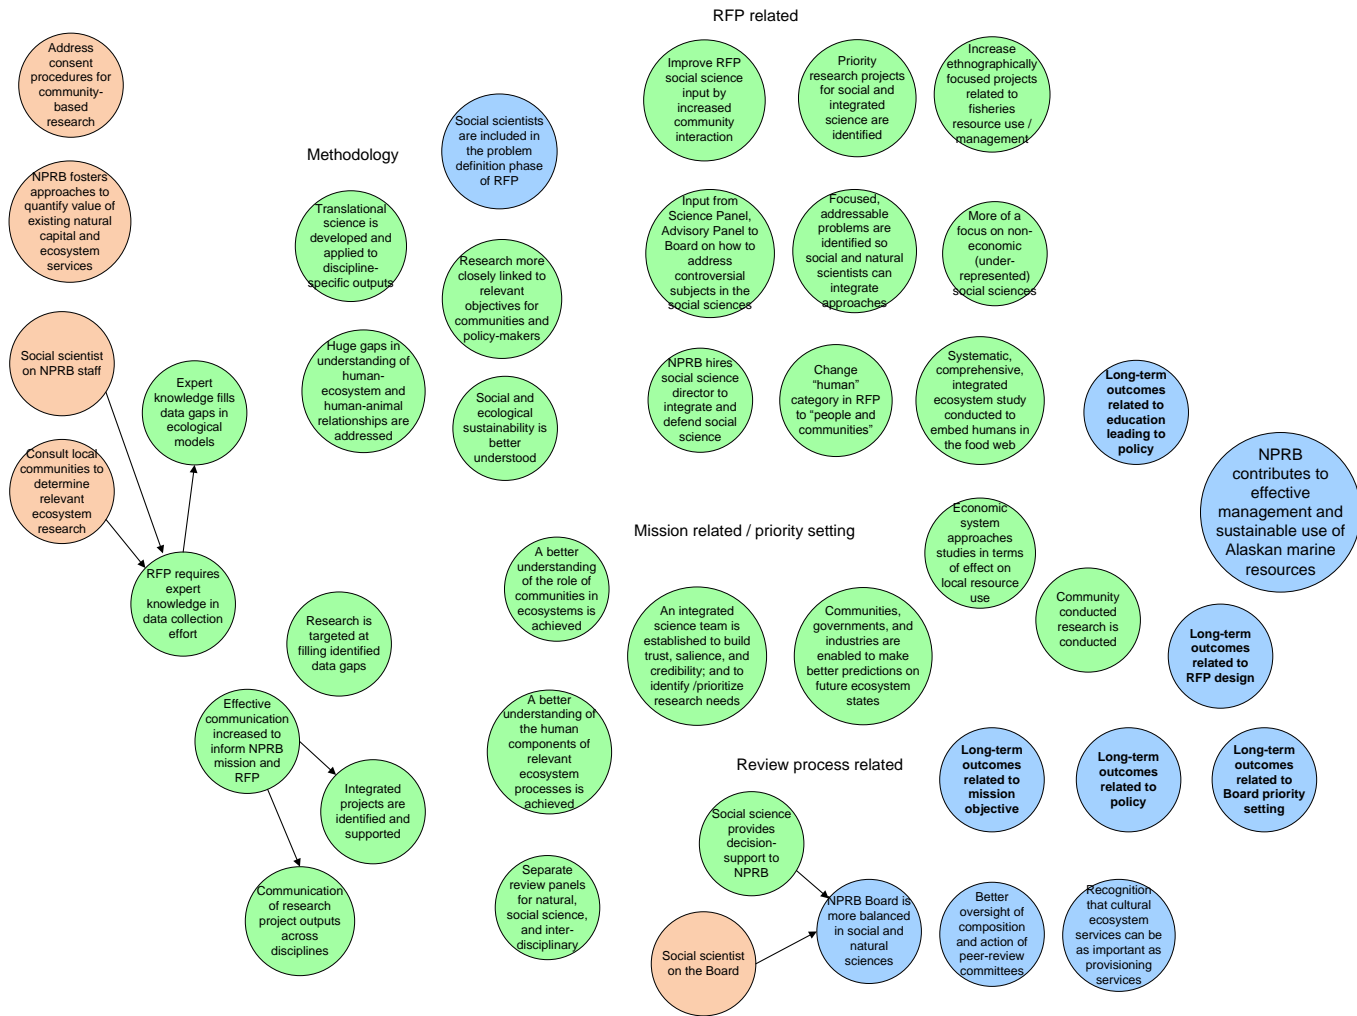 RFP related
Address
consent
procedures for
community-
based
research
NPRB fosters
approaches to
quantify value of
existing natural
capital and
ecosystem
services
Social scientist
on NPRB staff
Consult local
communities to
determine
relevant
ecosystem
research
Expert
knowledge fills
data gaps in
ecological
models
RFP requires
expert
knowledge in
data collection
effort
Methodology
Translational
science is
developed and
applied to
discipline-
specific outputs
Huge gaps in
understanding of
human-
ecosystem and
human-animal
relationships are
addressed
Social scientists
are included in
the problem
definition phase
of RFP
Research more
closely linked to
relevant
objectives for
communities and
policy-makers
Social and
ecological
sustainability is
better
understood
Improve RFP
social science
input by
increased
community
interaction
Priority
research projects
for social and
integrated
science are
identified
Increase
ethnographically
focused projects
related to
fisheries
resource use /
management
Input from
Science Panel,
Advisory Panel to
Board on how to
address
controversial
subjects in the
social sciences
Focused,
addressable
problems are
identified so
social and natural
scientists can
integrate
approaches
More of a
focus on non-
economic
(under-
represented)
social sciences
NPRB hires
social science
director to
integrate and
defend social
science
Change
“human”
category in RFP
to “people and
communities”
Systematic,
comprehensive,
integrated
ecosystem study
conducted to
embed humans in
the food web
Long-term
outcomes
related to
education
leading to
policy
NPRB
contributes to
effective
management and
sustainable use of
Alaskan marine
resources
Mission related / priority setting
Economic
system
approaches
studies in terms
of effect on
local resource
use
A better
understanding
of the role of
communities in
ecosystems is
achieved
An integrated
science team is
established to build
trust, salience, and
credibility; and to
identify /prioritize
research needs
Communities,
governments, and
industries are
enabled to make
better predictions on
future ecosystem
states
Community
conducted
research is
conducted
Long-term
outcomes
related to
RFP design
Research is
targeted at
filling identified
data gaps
Effective
communication
increased to
inform NPRB
mission and
RFP
Integrated
projects are
identified and
supported
Communication
of research
project outputs
across
disciplines
A better
understanding of
the human
components of
relevant
ecosystem
processes is
achieved
Separate
review panels
for natural,
social science,
and inter-
disciplinary
Review process related
Long-term
outcomes
related to
mission
objective
Long-term
outcomes
related to
policy
Long-term
outcomes
related to
Board priority
setting
Social science
provides
decision-
support to
NPRB
Social scientist
on the Board
NPRB Board is
more balanced
in social and
natural
sciences
Better
oversight of
composition and
action of
peer-review
committees
Recognition
that cultural
ecosystem
services can be
as important as
provisioning
services